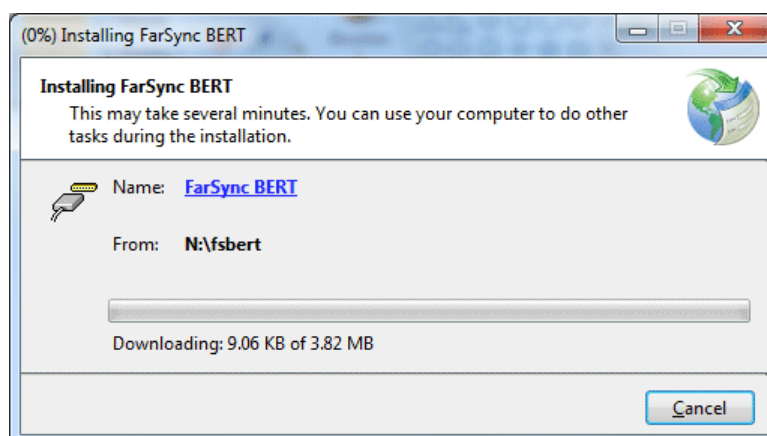 (0%) Installing FarSync BERT
Installing FarSync BERT
This may take several minutes. You can use your computer to do other
tasks during the installation.
Name: FarSync BERT
From: N:\fsbert
Downloading: 9.06 KB of 3.82 MB
Cancel